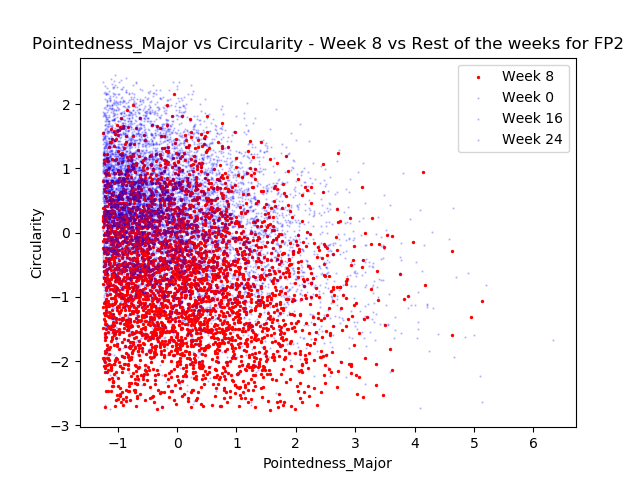 Pointedness_Major vs Circularity - Week 8 vs Rest of the weeks for FP2
Week 8
Week 0
Week 16
Week 24
2
1
0
−1
−2
−3
Circularity
−1 0 1 2 3 4 5 6
Pointedness_Major